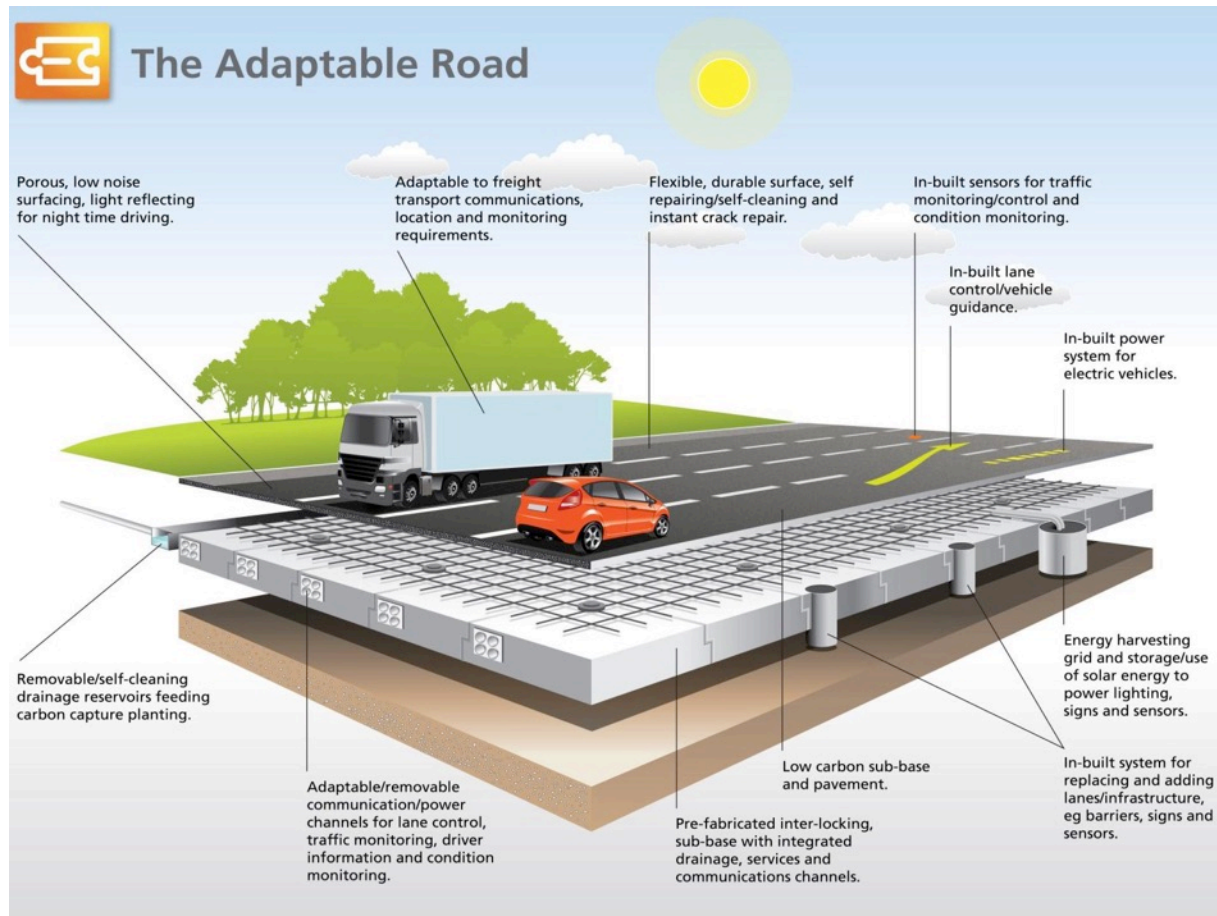 The Adaptable Road
Porous, low noise
surfacing, light reflecting
for night time driving.
Adaptable to freight
transport communications,
location and monitoring
requirements.
Flexible, durable surface, self
repairing/self-cleaning and
instant crack repair.
In-built sensors for traffic
monitoring/control and
condition monitoring.
In-built lane
control/vehicle
guidance.
In-built power
system for
electric vehicles.
Removable/self-cleaning
drainage reservoirs feeding
carbon capture planting.
Adaptable/removable
communication/power
channels for lane control,
traffic monitoring, driver
information and condition
monitoring.
Pre-fabricated inter-locking,
sub-base with integrated
drainage, services and
communications channels.
Low carbon sub-base
and pavement.
Energy harvesting
grid and storage/use
of solar energy to
power lighting,
signs and sensors.
In-built system for
replacing and adding
lanes/infrastructure,
eg barriers, signs and
sensors.